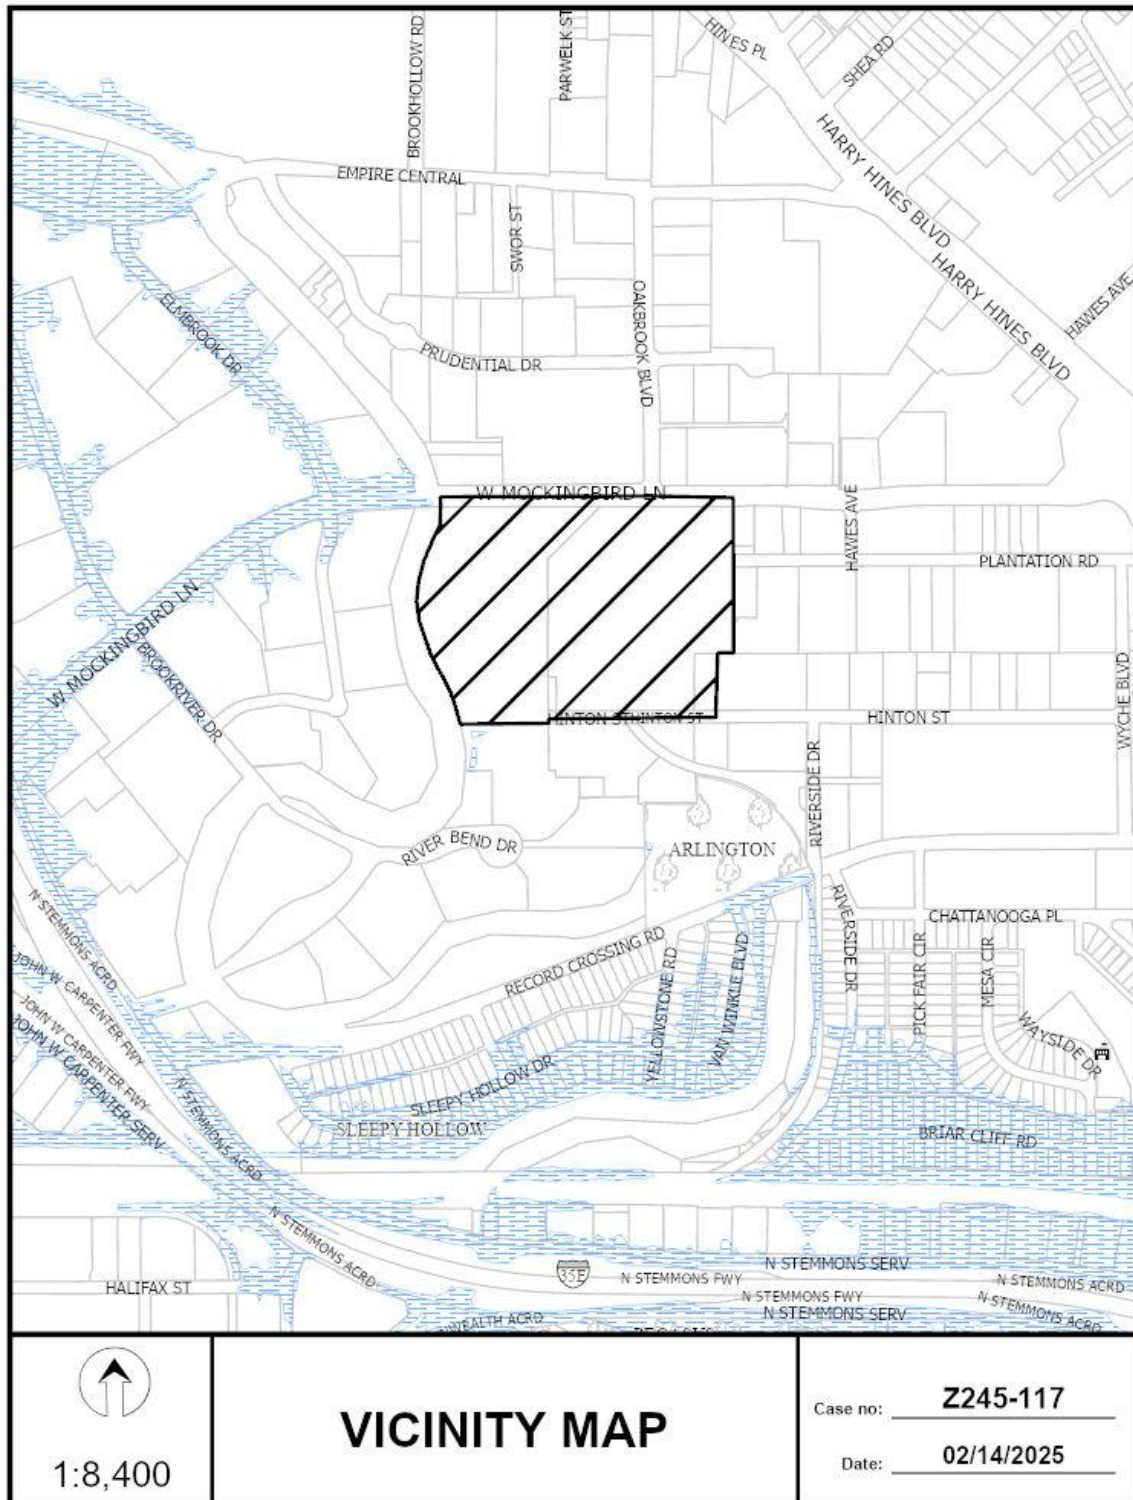 BROOKHOLLOW RD
PARWELK ST
HINES PL
SHEA RD
HARRY HINES BLVD
EMPIRE CENTRAL
SWOR ST
HARRY HINES BLVD
HAWES AVE
OAKBROOK BLVD
ELMBROOK DR
PRUDENTIAL DR
W MOCKINGBIRD LN
HAWES AVE
PLANTATION RD
W MOCKINGBIRD LN
BROOKRIVER DR
WYCHE BLVD
HINTON ST
HINTON ST
HINTON ST
RIVERSIDE DR
RIVER BEND DR
ARLINGTON
N STEMMONS ACRD
RIVERSIDE DR
CHATTANOOGA PL
RECORD CROSSING RD
YELLOWSTONE RD
VAN WINKLE BLVD
PICK FAIR CIR
MESA CIR
JOHN W CARPENTER FWY
JOHN W CARPENTER FWY
JOHN W CARPENTER SERV
WAYSIDE DR
SLEEPY HOLLOW DR
SLEEPY HOLLOW
N STEMMONS ACRD
BRIAR CLIFF RD
N STEMMONS ACRD
N STEMMONS SERV
35E
N STEMMONS FWY
N STEMMONS ACRD
HALIFAX ST
N STEMMONS FWY
N STEMMONS ACRD
N STEMMONS SERV
NWEALTH ACRD
1:8,400
VICINITY MAP
Case no: Z245-117
Date: 02/14/2025